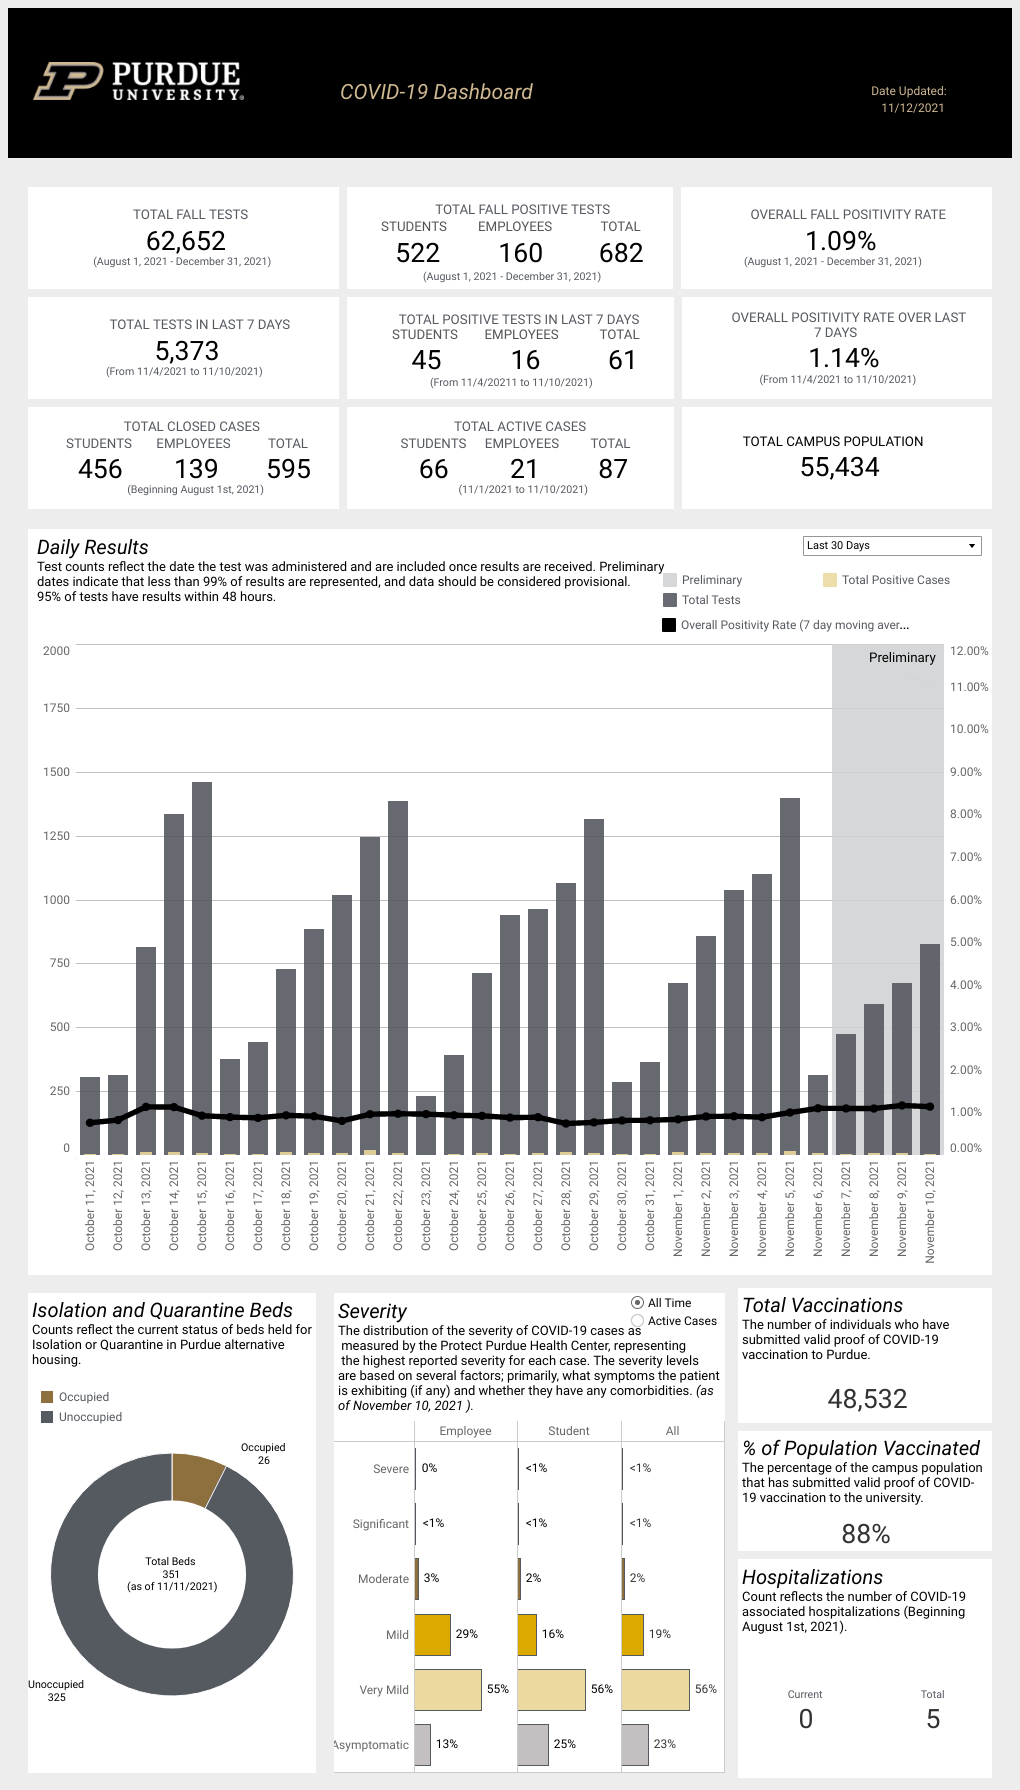 PURDUE
UNIVERSITY®
COVID-19 Dashboard
Date Updated:
11/12/2021
TOTAL FALL TESTS
62,652
(August 1, 2021 - December 31, 2021)
TOTAL FALL POSITIVE TESTS
STUDENTS EMPLOYEES TOTAL
522 160 682
(August 1, 2021 - December 31, 2021)
OVERALL FALL POSITIVITY RATE
1.09%
(August 1, 2021 - December 31, 2021)
TOTAL TESTS IN LAST 7 DAYS
5,373
(From 11/4/2021 to 11/10/2021)
TOTAL POSITIVE TESTS IN LAST 7 DAYS
STUDENTS EMPLOYEES TOTAL
45 16 61
(From 11/4/20211 to 11/10/2021)
OVERALL POSITIVITY RATE OVER LAST
7 DAYS
1.14%
(From 11/4/2021 to 11/10/2021)
TOTAL CLOSED CASES
STUDENTS EMPLOYEES TOTAL
456 139 595
(Beginning August 1st, 2021)
TOTAL ACTIVE CASES
STUDENTS EMPLOYEES TOTAL
66 21 87
(11/1/2021 to 11/10/2021)
TOTAL CAMPUS POPULATION
55,434
Daily Results
Test counts reflect the date the test was administered and are included once results are received. Preliminary
dates indicate that less than 99% of results are represented, and data should be considered provisional.
95% of tests have results within 48 hours.
Last 30 Days
Preliminary
Total Positive Cases
Total Tests
Overall Positivity Rate (7 day moving aver...
Preliminary
2000
1750
1500
1250
1000
750
500
250
0
12.00%
11.00%
10.00%
9.00%
8.00%
7.00%
6.00%
5.00%
4.00%
3.00%
2.00%
1.00%
0.00%
October 11, 2021
October 12, 2021
October 13, 2021
October 14, 2021
October 15, 2021
October 16, 2021
October 17, 2021
October 18, 2021
October 19, 2021
October 20, 2021
October 21, 2021
October 22, 2021
October 23, 2021
October 24, 2021
October 25, 2021
October 26, 2021
October 27, 2021
October 28, 2021
October 29, 2021
October 30, 2021
October 31, 2021
November 1, 2021
November 2, 2021
November 3, 2021
November 4, 2021
November 5, 2021
November 6, 2021
November 7, 2021
November 8, 2021
November 9, 2021
November 10, 2021
Isolation and Quarantine Beds
Counts reflect the current status of beds held for
Isolation or Quarantine in Purdue alternative
housing.
Occupied
Unoccupied
Occupied
26
Total Beds
351
(as of 11/11/2021)
Unoccupied
325
Severity
All Time
Active Cases
The distribution of the severity of COVID-19 cases as
measured by the Protect Purdue Health Center, representing
the highest reported severity for each case. The severity levels
are based on several factors; primarily, what symptoms the patient
is exhibiting (if any) and whether they have any comorbidities. (as
of November 10, 2021 ).
Employee Student All
Severe 0% <1% <1%
Significant <1% <1% <1%
Moderate 3% 2% 2%
Mild 29% 16% 19%
Very Mild 55% 56% 56%
Asymptomatic 13% 25% 23%
Total Vaccinations
The number of individuals who have
submitted valid proof of COVID-19
vaccination to Purdue.
48,532
% of Population Vaccinated
The percentage of the campus population
that has submitted valid proof of COVID-
19 vaccination to the university.
88%
Hospitalizations
Count reflects the number of COVID-19
associated hospitalizations (Beginning
August 1st, 2021).
Current Total
0 5